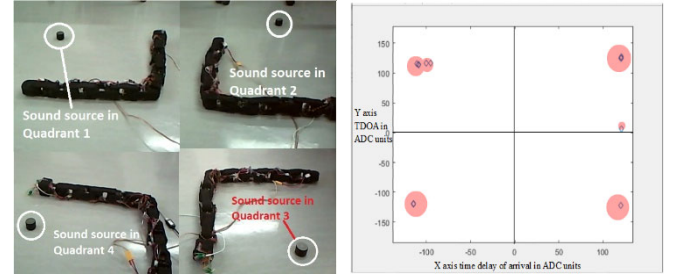 Sound source in
Quadrant 1
Sound source in
Quadrant 2
Sound source in
Quadrant 4
Sound source in
Quadrant 3
150
100
50
0
-50
-100
-150
Y axis
TDOA in
ADC units
-100
-50
0
50
100
X axis time delay of arrival in ADC units